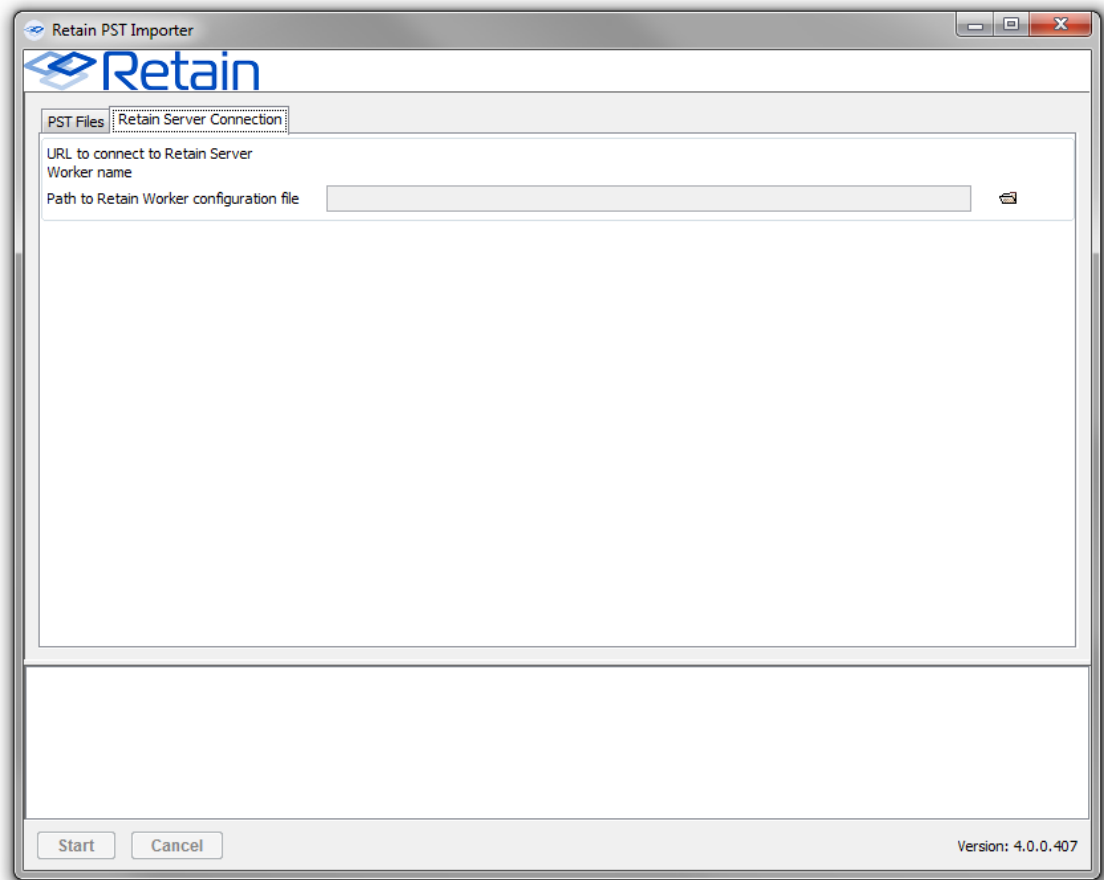 Retain PST Importer
Retain
PST Files Retain Server Connection
URL to connect to Retain Server
Worker name
Path to Retain Worker configuration file
Start Cancel Version: 4.0.0.407